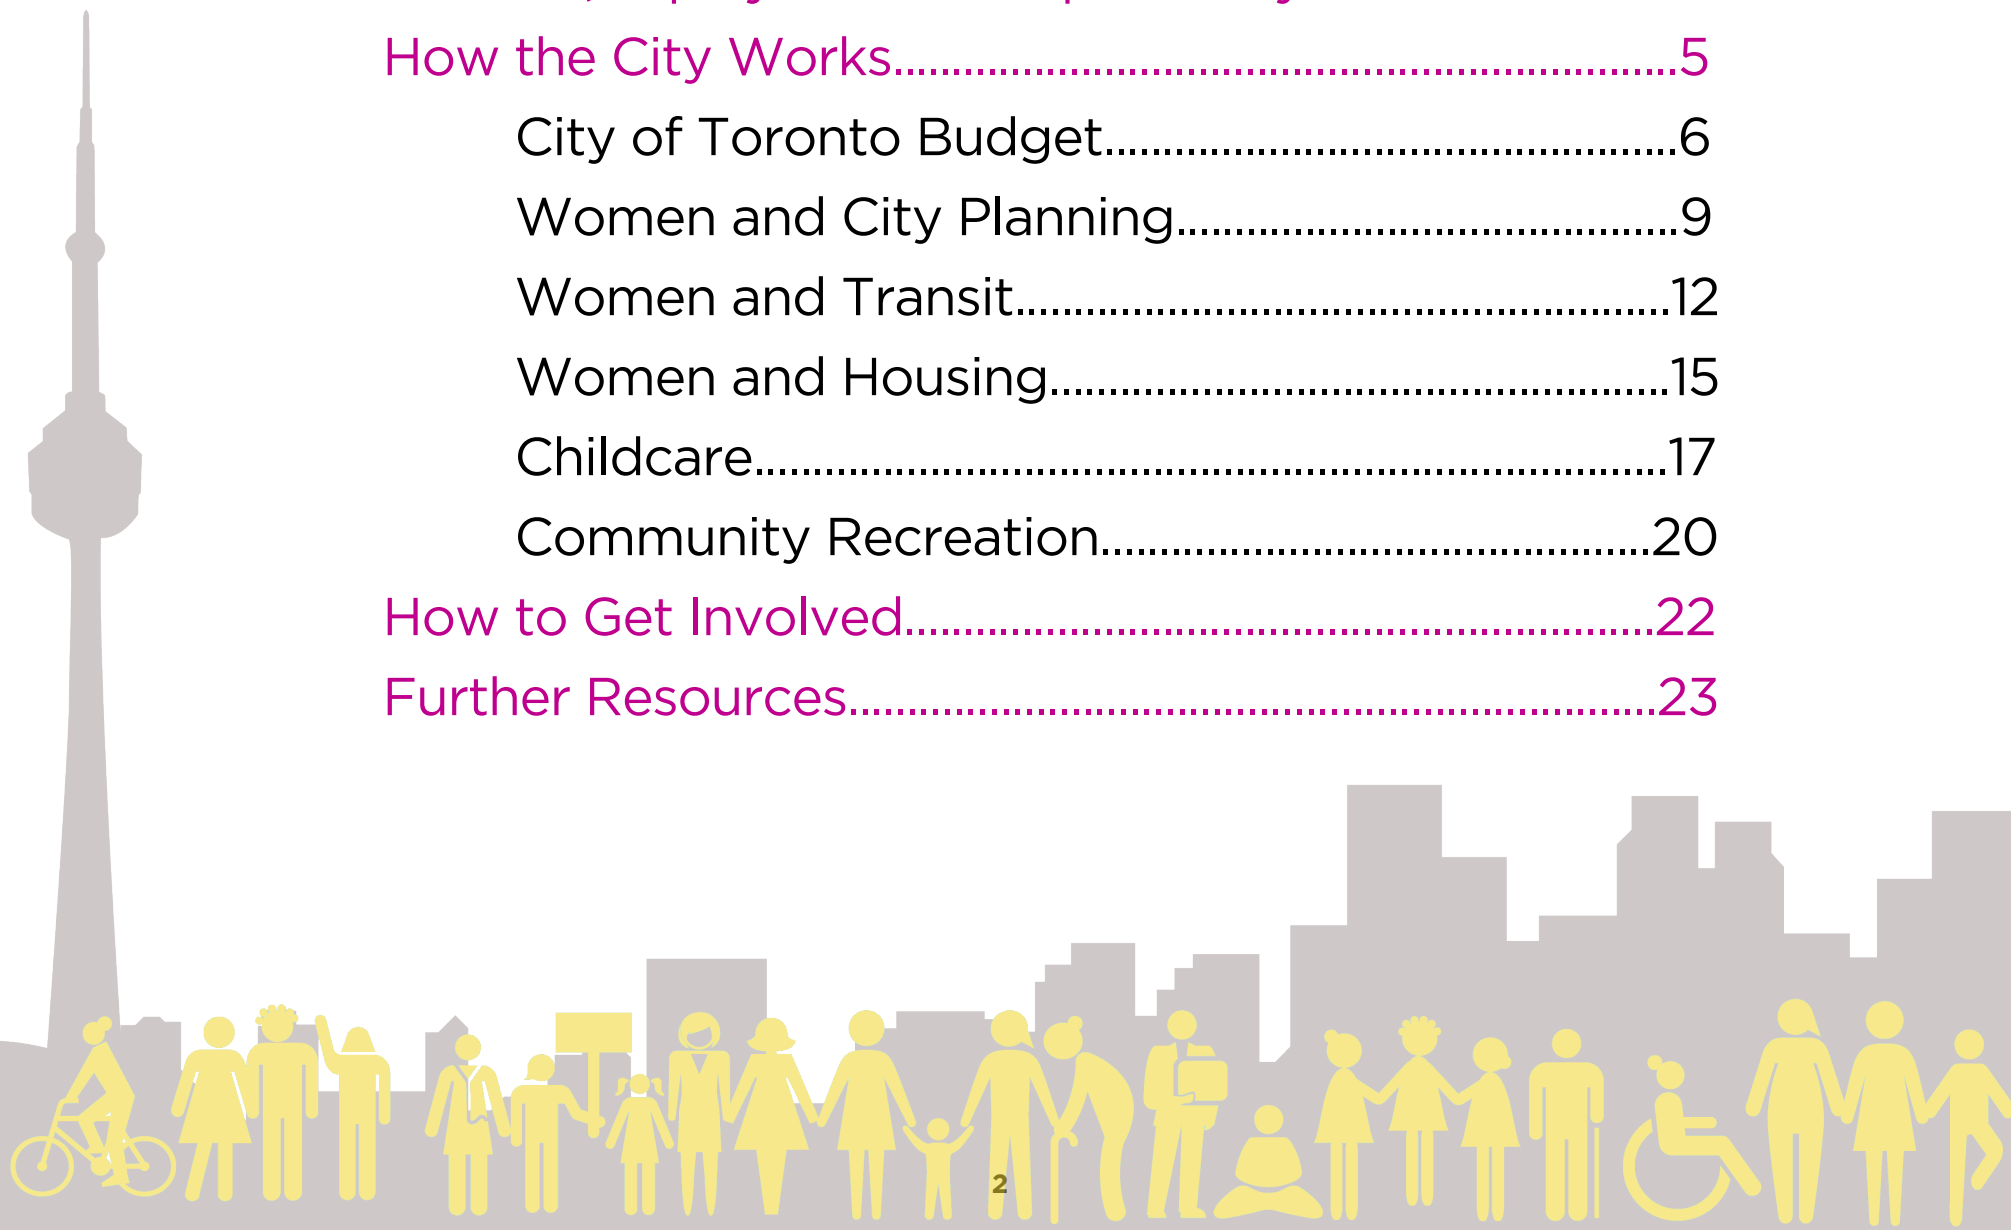 How the City Works..........................................................................5
City of Toronto Budget.......................................................6
Women and City Planning................................................9
Women and Transit...............................................................12
Women and Housing............................................................15
Childcare........................................................................................17
Community Recreation.....................................................20
How to Get Involved........................................................................22
Further Resources..............................................................................23
2